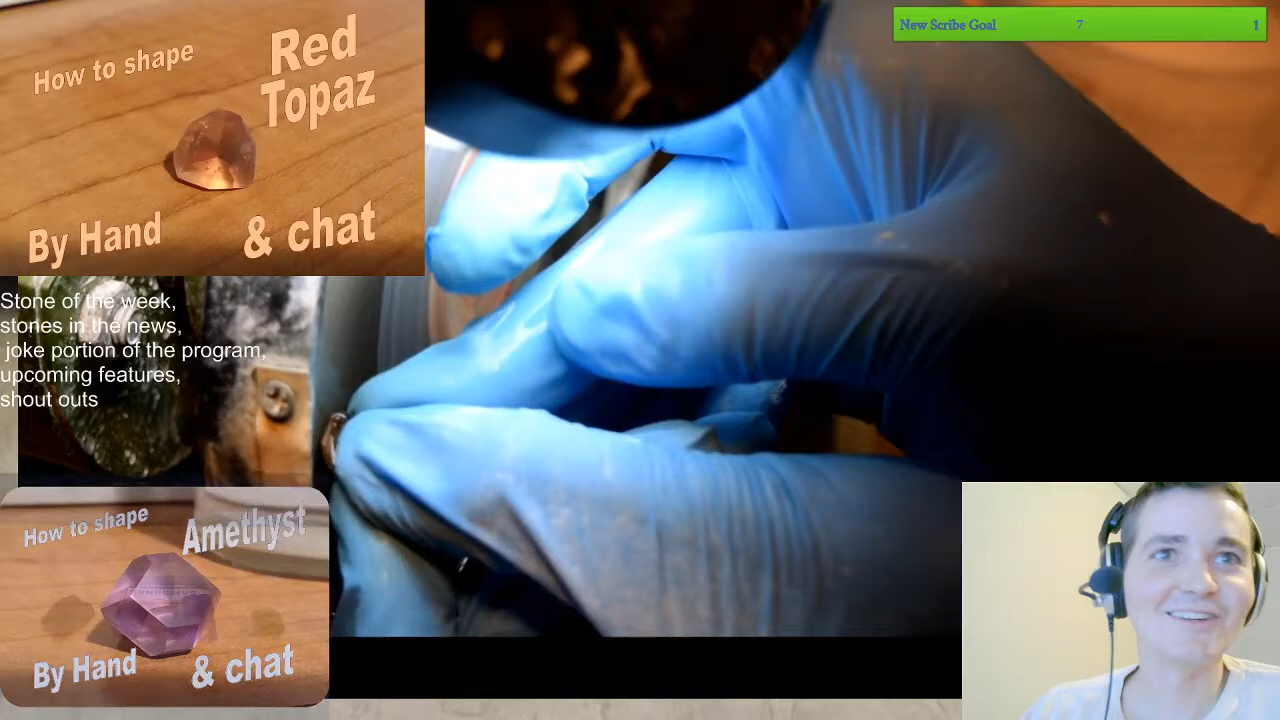 How to shape
Red
Topaz
By Hand
& chat
New Scribe Goal 7 1
Stone of the week,
stones in the news,
joke portion of the program,
upcoming features,
shout outs
How to shape
Amethyst
By Hand
& chat